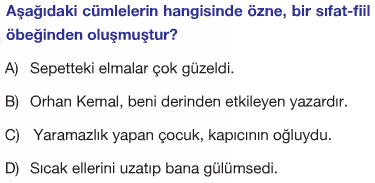 Aşağıdaki cümlelerin hangisinde özne, bir sıfat-fiil
öbeğinden oluşmuştur?
A) Sepetteki elmalar çok güzeldi.
B) Orhan Kemal, beni derinden etkileyen yazardır.
C) Yaramazlık yapan çocuk, kapıcının oğluydu.
D) Sıcak ellerini uzatıp bana gülümsedi.